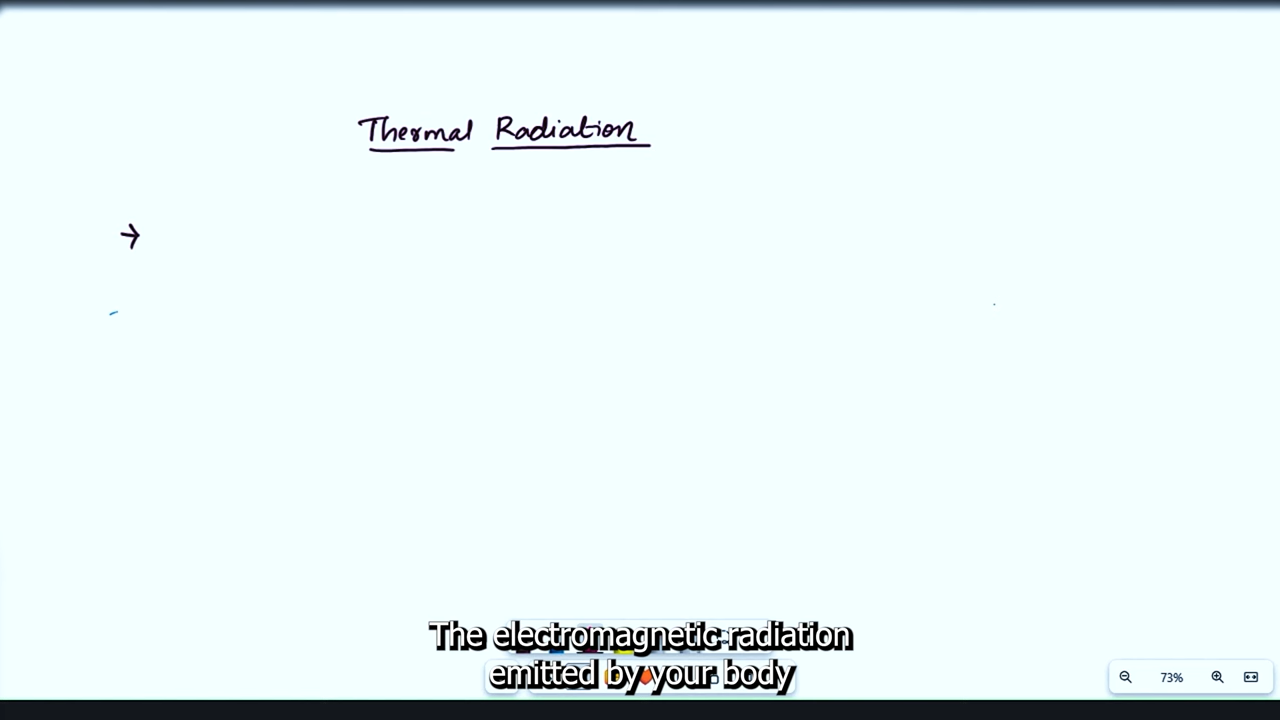 Thermal Radiation
→
The electromagnetic radiation
emitted by your body
73%